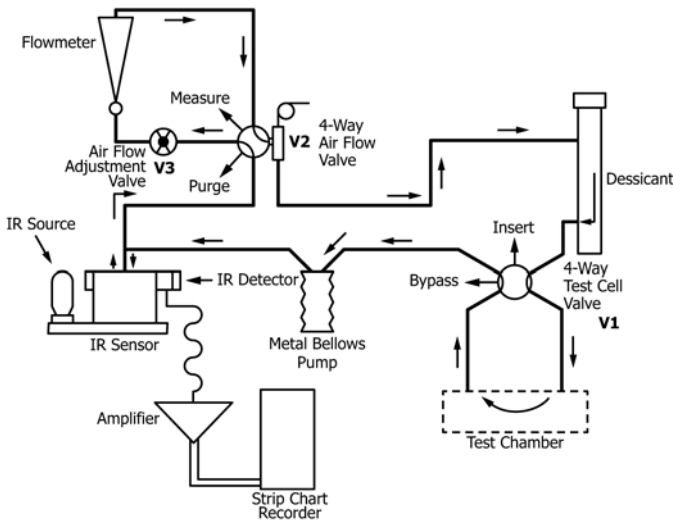 Flowmeter
Measure
4-Way
Air Flow
Valve
V2
Air Flow
Adjustment
Valve
V3
Purge
Dessicant
IR Source
Insert
IR Detector
Bypass
4-Way
Test Cell
Valve
V1
IR Sensor
Metal Bellows
Pump
Amplifier
Test Chamber
Strip Chart
Recorder